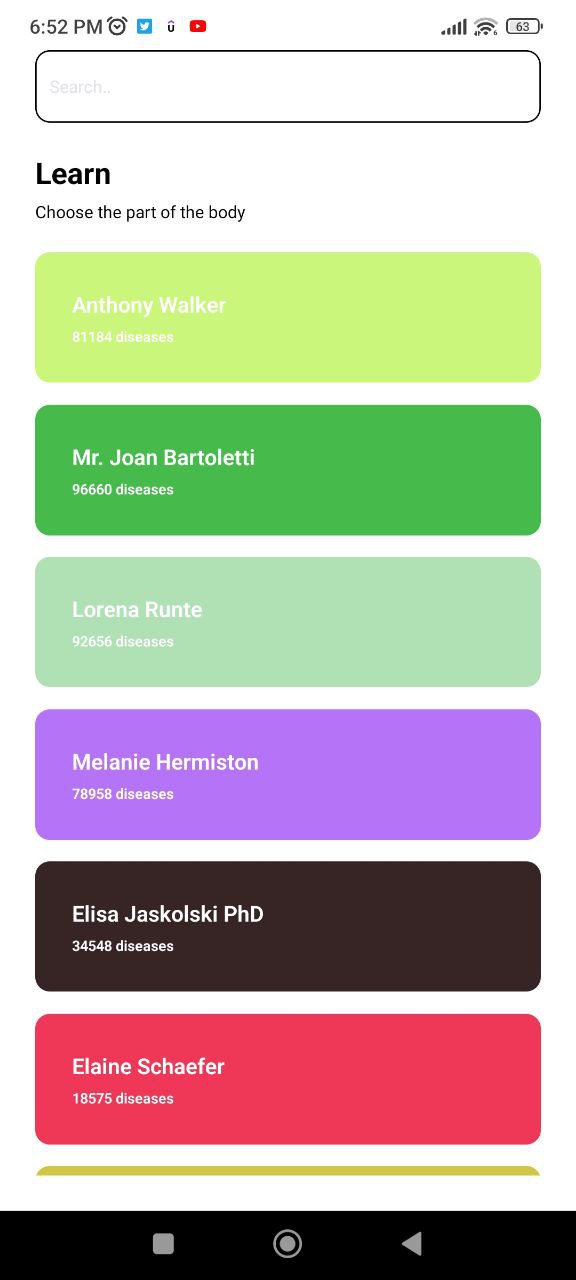 6:52 PM
63
Search..
Learn
Choose the part of the body
Anthony Walker
81184 diseases
Mr. Joan Bartoletti
96660 diseases
Lorena Runte
92656 diseases
Melanie Hermiston
78958 diseases
Elisa Jaskolski PhD
34548 diseases
Elaine Schaefer
18575 diseases